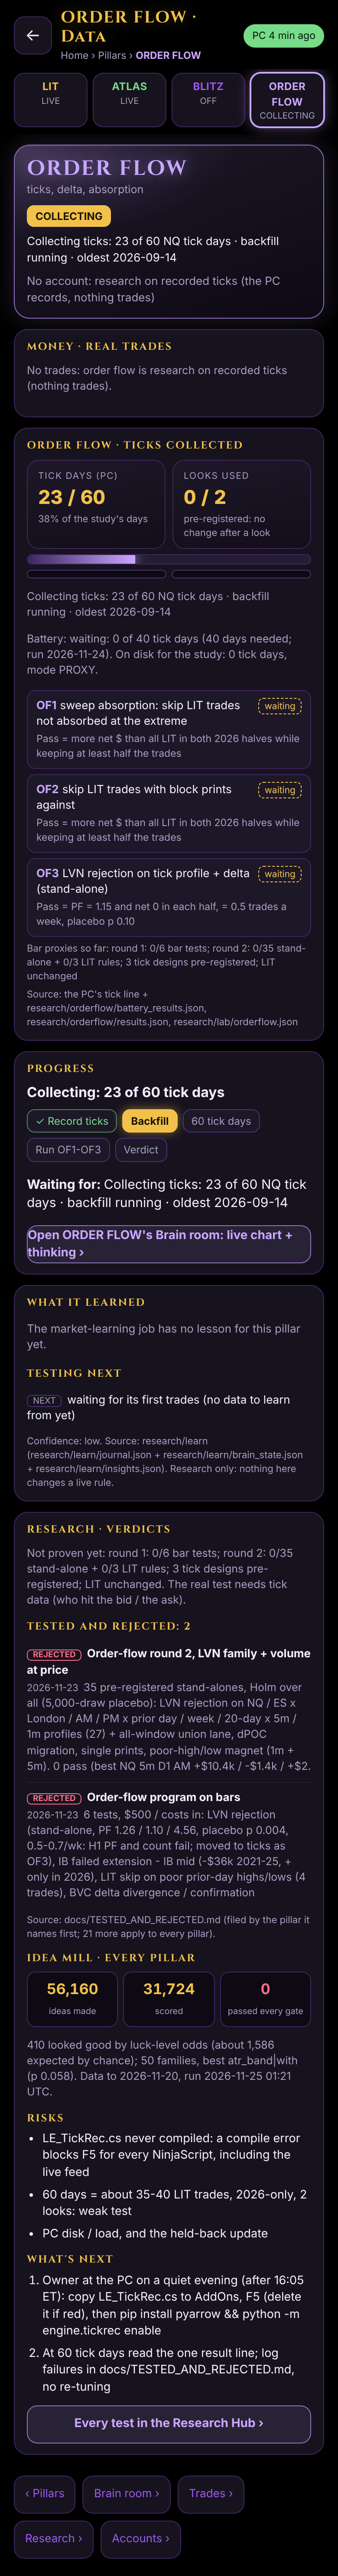 ←
ORDER FLOW ·
DATA
Home › Pillars › ORDER FLOW
PC 4 min ago
LIT
LIVE
ATLAS
LIVE
BLITZ
OFF
ORDER
FLOW
COLLECTING
ORDER FLOW
ticks, delta, absorption
COLLECTING
Collecting ticks: 23 of 60 NQ tick days · backfill
running · oldest 2026-09-14
No account: research on recorded ticks (the PC
records, nothing trades)
MONEY · REAL TRADES
No trades: order flow is research on recorded ticks
(nothing trades).
ORDER FLOW · TICKS COLLECTED
TICK DAYS (PC)
23 / 60
38% of the study's days
LOOKS USED
0 / 2
pre-registered: no
change after a look
Collecting ticks: 23 of 60 NQ tick days · backfill
running · oldest 2026-09-14
Battery: waiting: 0 of 40 tick days (40 days needed;
run 2026-11-24). On disk for the study: 0 tick days,
mode PROXY.
OF1 sweep absorption: skip LIT trades
not absorbed at the extreme
waiting
Pass = more net $ than all LIT in both 2026 halves while
keeping at least half the trades
OF2 skip LIT trades with block prints
against
waiting
Pass = more net $ than all LIT in both 2026 halves while
keeping at least half the trades
OF3 LVN rejection on tick profile + delta
(stand-alone)
waiting
Pass = PF = 1.15 and net 0 in each half, = 0.5 trades a
week, placebo p 0.10
Bar proxies so far: round 1: 0/6 bar tests; round 2: 0/35 stand-
alone + 0/3 LIT rules; 3 tick designs pre-registered; LIT
unchanged
Source: the PC's tick line +
research/orderflow/battery_results.json,
research/orderflow/results.json, research/lab/orderflow.json
PROGRESS
Collecting: 23 of 60 tick days
✓ Record ticks
Backfill
60 tick days
Run OF1-OF3
Verdict
Waiting for: Collecting ticks: 23 of 60 NQ tick
days · backfill running · oldest 2026-09-14
Open ORDER FLOW's Brain room: live chart +
thinking ›
WHAT IT LEARNED
The market-learning job has no lesson for this pillar
yet.
TESTING NEXT
NEXT waiting for its first trades (no data to learn
from yet)
Confidence: low. Source: research/learn
(research/learn/journal.json + research/learn/brain_state.json
+ research/learn/insights.json). Research only: nothing here
changes a live rule.
RESEARCH · VERDICTS
Not proven yet: round 1: 0/6 bar tests; round 2: 0/35
stand-alone + 0/3 LIT rules; 3 tick designs pre-
registered; LIT unchanged. The real test needs tick
data (who hit the bid / the ask).
TESTED AND REJECTED: 2
REJECTED Order-flow round 2, LVN family + volume
at price
2026-11-23 35 pre-registered stand-alones, Holm over
all (5,000-draw placebo): LVN rejection on NQ / ES x
London / AM / PM x prior day / week / 20-day x 5m /
1m profiles (27) + all-window union lane, dPOC
migration, single prints, poor-high/low magnet (1m +
5m). 0 pass (best NQ 5m D1 AM +$10.4k / -$1.4k / +$2.
REJECTED Order-flow program on bars
2026-11-23 6 tests, $500 / costs in: LVN rejection
(stand-alone, PF 1.26 / 1.10 / 4.56, placebo p 0.004,
0.5-0.7/wk: H1 PF and count fail; moved to ticks as
OF3), IB failed extension - IB mid (-$36k 2021-25, +
only in 2026), LIT skip on poor prior-day highs/lows (4
trades), BVC delta divergence / confirmation
Source: docs/TESTED_AND_REJECTED.md (filed by the pillar it
names first; 21 more apply to every pillar).
IDEA MILL · EVERY PILLAR
56,160
ideas made
31,724
scored
0
passed every gate
410 looked good by luck-level odds (about 1,586
expected by chance); 50 families, best atr_band|with
(p 0.058). Data to 2026-11-20, run 2026-11-25 01:21
UTC.
RISKS
• LE_TickRec.cs never compiled: a compile error
blocks F5 for every NinjaScript, including the
live feed
• 60 days = about 35-40 LIT trades, 2026-only, 2
looks: weak test
• PC disk / load, and the held-back update
WHAT'S NEXT
1. Owner at the PC on a quiet evening (after 16:05
ET): copy LE_TickRec.cs to AddOns, F5 (delete
it if red), then pip install pyarrow && python -m
engine.tickrec enable
2. At 60 tick days read the one result line; log
failures in docs/TESTED_AND_REJECTED.md,
no re-tuning
Every test in the Research Hub ›
‹ Pillars
Brain room ›
Trades ›
Research ›
Accounts ›